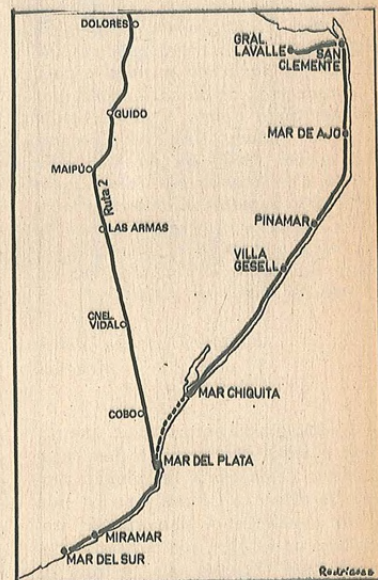 DOLORES
GRAL.
LAVALLE
SAN
CLEMENTE
GUIDO
MAR DE AJO
MAIPÚ
Ruta 2
LAS ARMAS
PINAMAR
VILLA
GESELL
CNEL.
VIDAL
MAR CHIQUITA
COBO
MAR DEL PLATA
MIRAMAR
MAR DEL SUR
Rodríguez